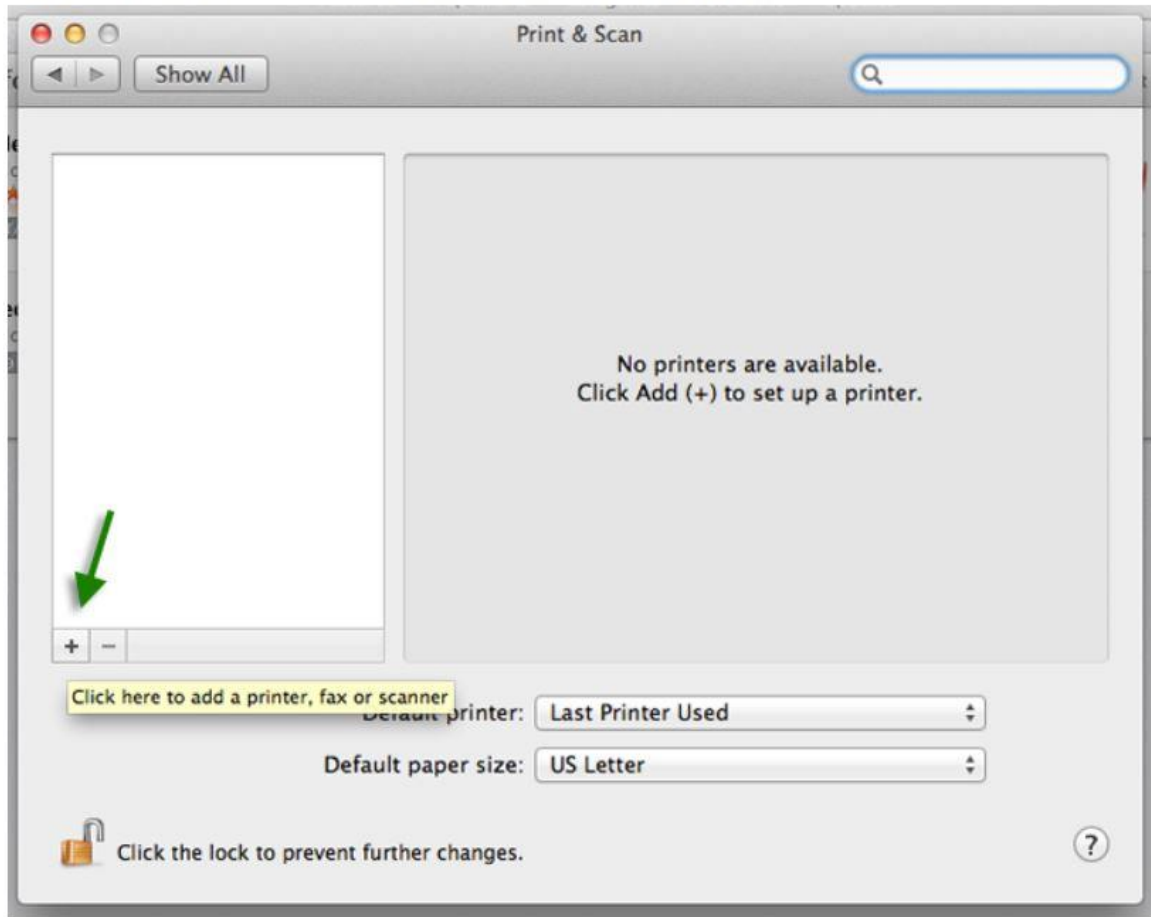 Print & Scan
Show All
No printers are available.
Click Add (+) to set up a printer.
+ −
Click here to add a printer, fax or scanner
Default printer: Last Printer Used
Default paper size: US Letter
Click the lock to prevent further changes.
?